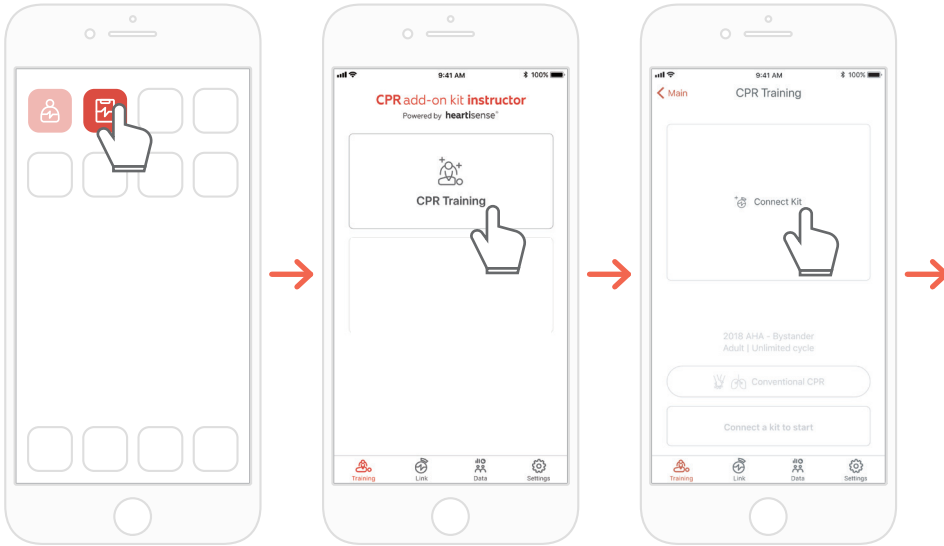 9:41 AM
100%
CPR add-on kit instructor
Powered by heartisense®
CPR Training
Training
Link
Data
Settings
9:41 AM
100%
Main
CPR Training
Connect Kit
2018 AHA - Bystander
Adult | Unlimited cycle
Conventional CPR
Connect a kit to start
Training
Link
Data
Settings